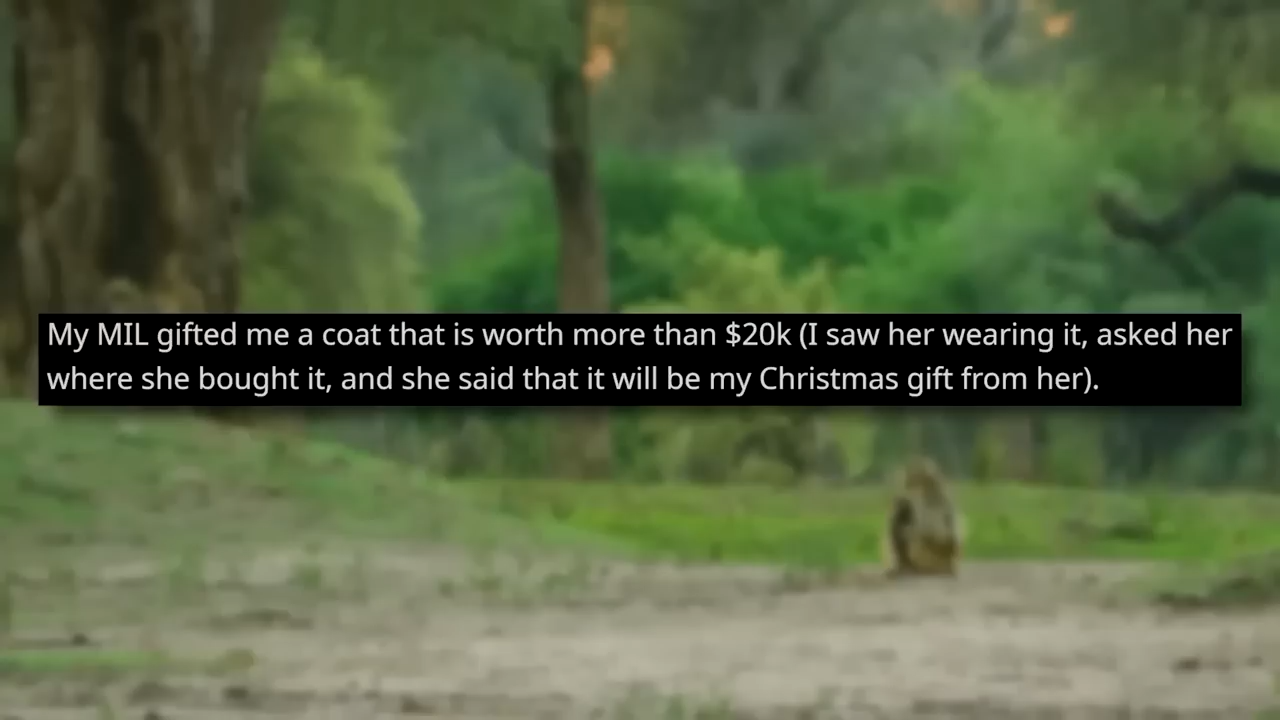 My MIL gifted me a coat that is worth more than $20k (I saw her wearing it, asked her
where she bought it, and she said that it will be my Christmas gift from her).